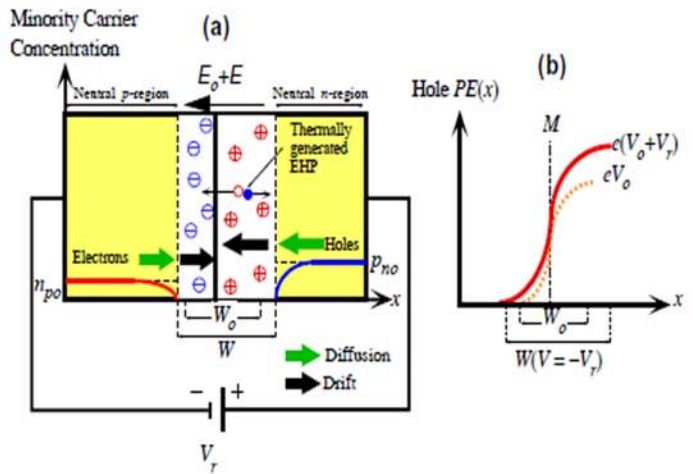 Minority Carrier
Concentration
(a)
E_o+E
Neutral p-region
Neutral n-region
Thermally
generated
EHP
Electrons
Holes
n_po
p_no
x
W_o
W
Diffusion
Drift
− +
V_r
(b)
Hole PE(x)
M
e(V_o+V_r)
eV_o
x
W_o
W(V = −V_r)